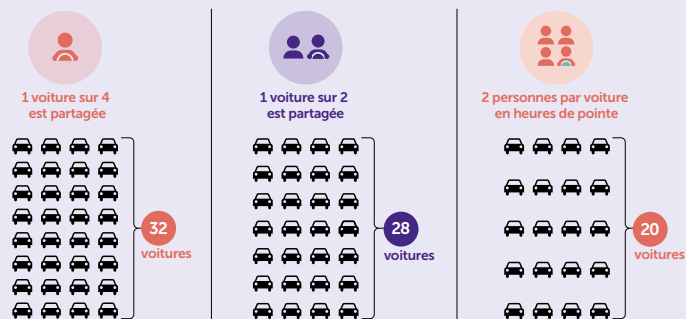 1 voiture sur 4
est partagée
32
voitures
1 voiture sur 2
est partagée
28
voitures
2 personnes par voiture
en heures de pointe
20
voitures